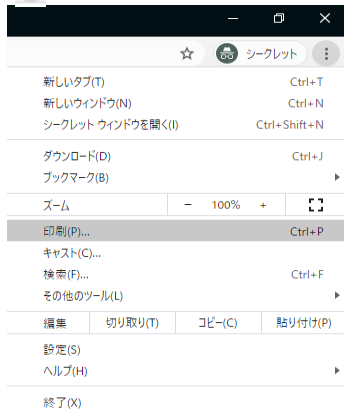 シークレット
新しいタブ(T) Ctrl+T
新しいウィンドウ(N) Ctrl+N
シークレット ウィンドウを開く(I) Ctrl+Shift+N
ダウンロード(D) Ctrl+J
ブックマーク(B)
ズーム － 100% +
印刷(P)... Ctrl+P
キャスト(C)...
検索(F)... Ctrl+F
その他のツール(L)
編集 切り取り(T) コピー(C) 貼り付け(P)
設定(S)
ヘルプ(H)
終了(X)